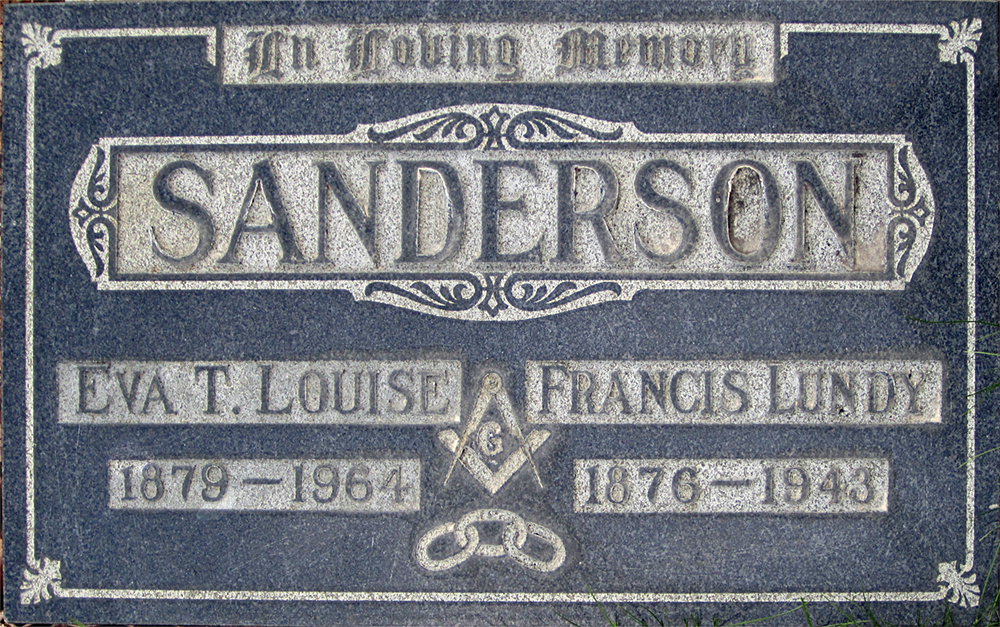 In Loving Memory
SANDERSON
EVA T. LOUISE
1879 – 1964
G
FRANCIS LUNDY
1876 – 1943